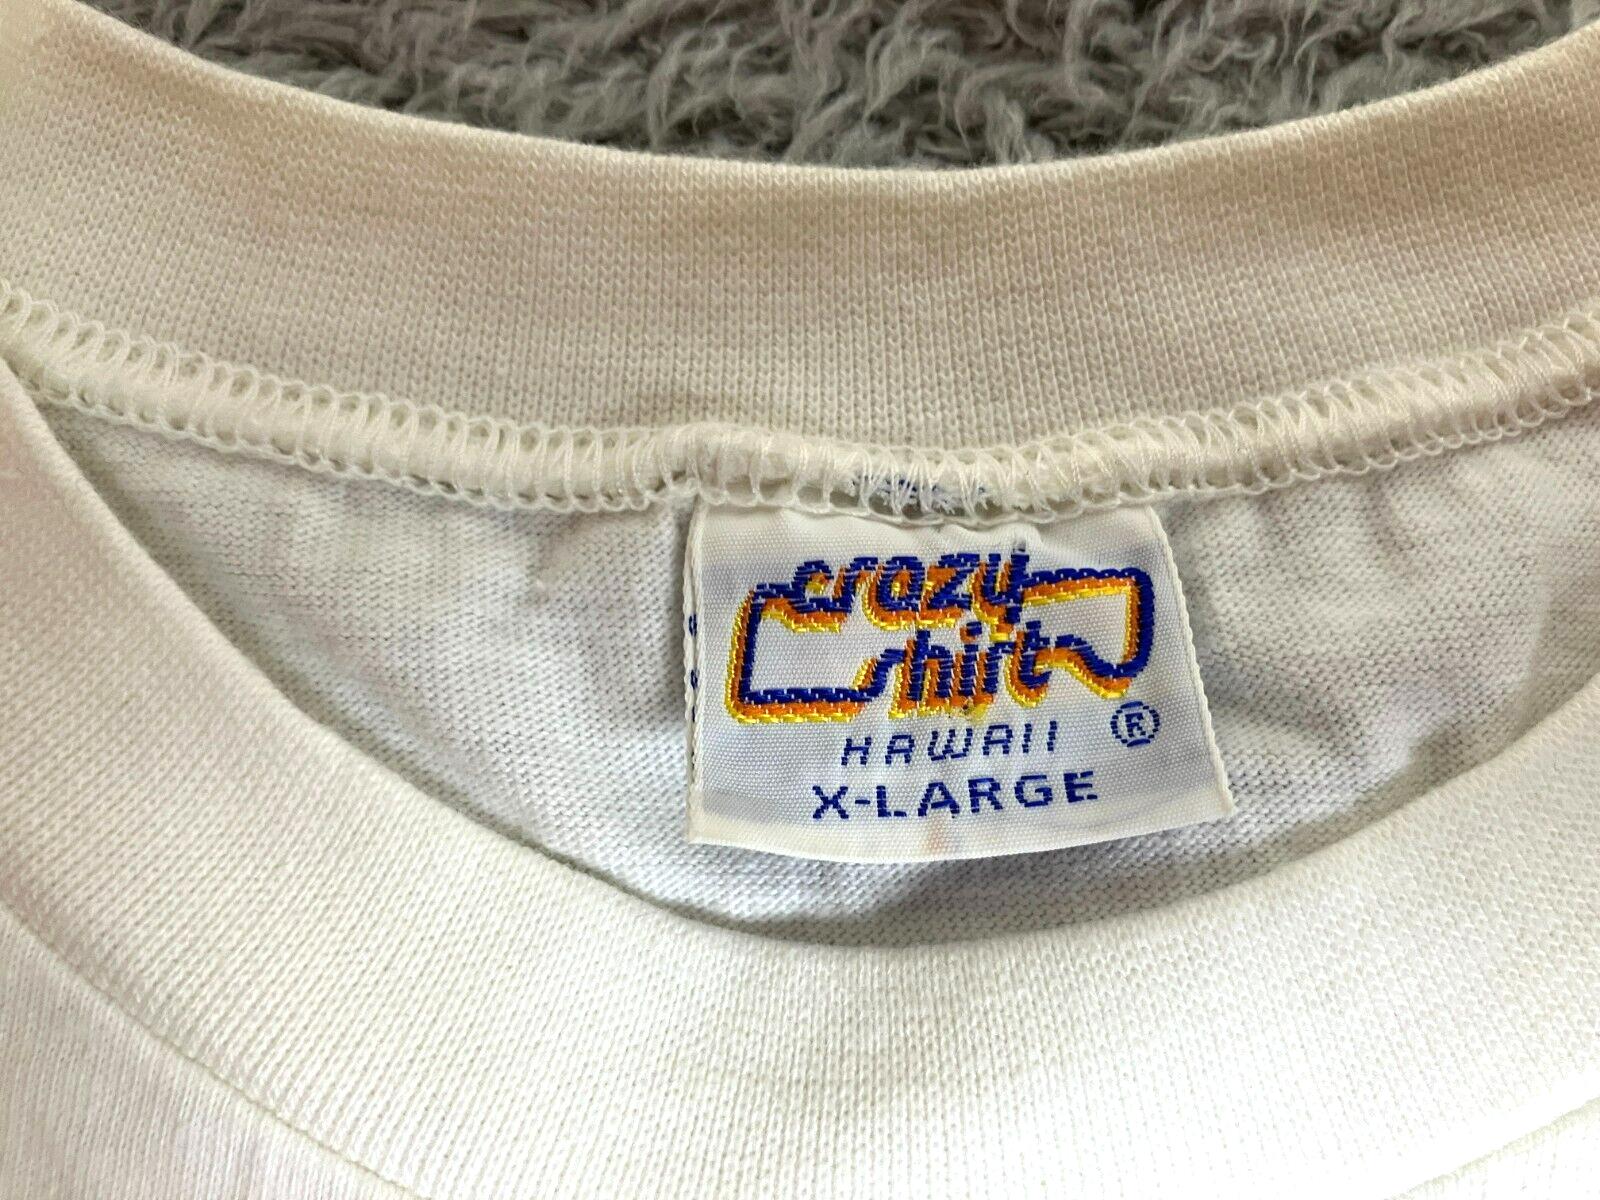 crazy
shirt
HAWAII ®
X-LARGE